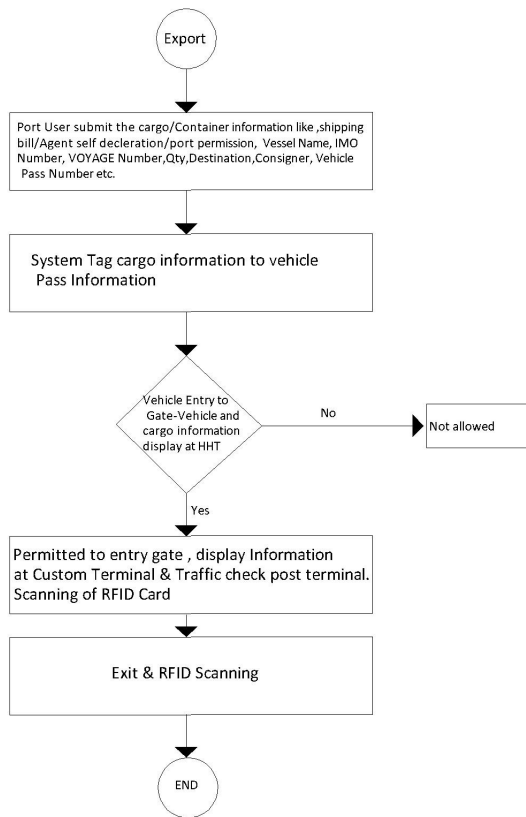 Export
Port User submit the cargo/Container information like ,shipping
bill/Agent self decleration/port permission, Vessel Name, IMO
Number, VOYAGE Number,Qty,Destination,Consigner, Vehicle
Pass Number etc.
System Tag cargo information to vehicle
Pass Information
Vehicle Entry to
Gate-Vehicle and
cargo information
display at HHT
No
Not allowed
Yes
Permitted to entry gate , display Information
at Custom Terminal & Traffic check post terminal.
Scanning of RFID Card
Exit & RFID Scanning
END